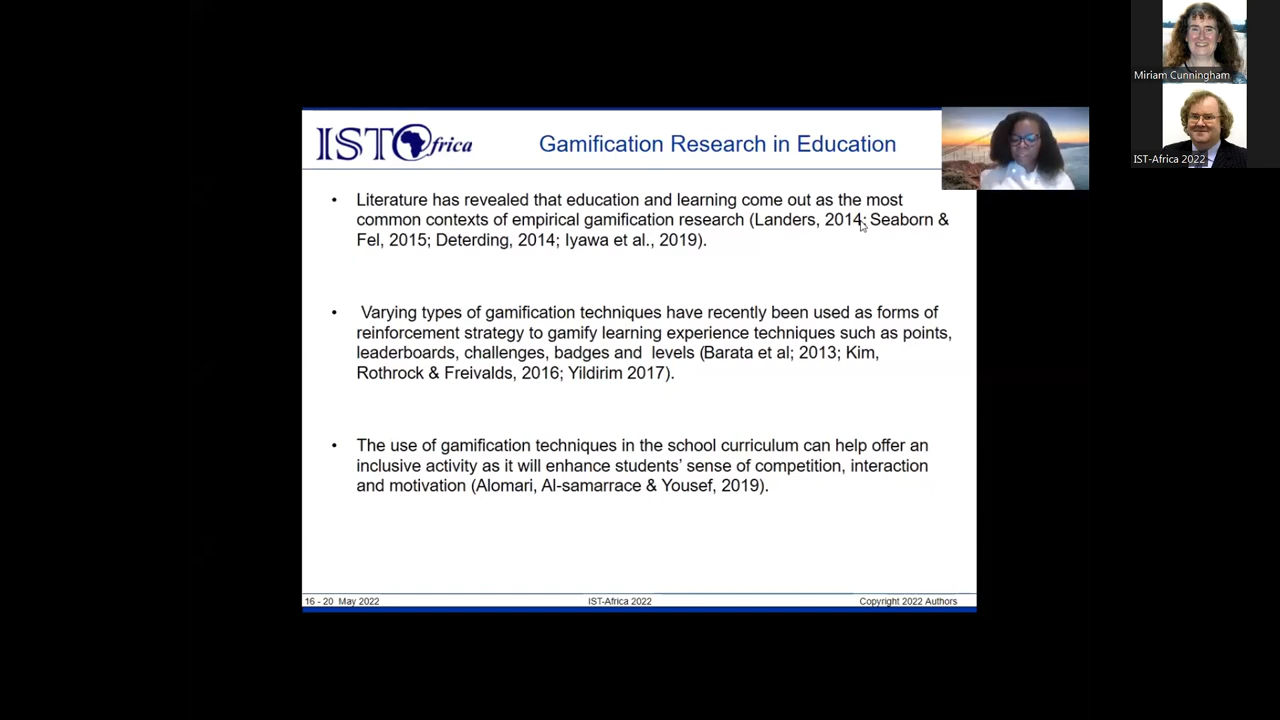 Miriam Cunningham
IST-Africa 2022
IST Africa
Gamification Research in Education
• Literature has revealed that education and learning come out as the most
common contexts of empirical gamification research (Landers, 2014; Seaborn &
Fel, 2015; Deterding, 2014; Iyawa et al., 2019).
• Varying types of gamification techniques have recently been used as forms of
reinforcement strategy to gamify learning experience techniques such as points,
leaderboards, challenges, badges and levels (Barata et al; 2013; Kim,
Rothrock & Freivalds, 2016; Yildirim 2017).
• The use of gamification techniques in the school curriculum can help offer an
inclusive activity as it will enhance students’ sense of competition, interaction
and motivation (Alomari, Al-samarrace & Yousef, 2019).
16 - 20 May 2022 IST-Africa 2022 Copyright 2022 Authors